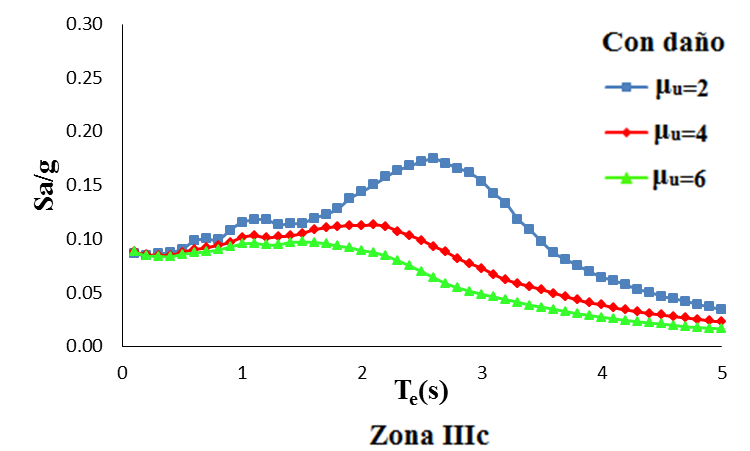 0.30
0.25
0.20
0.15
0.10
0.05
0.00
Sa/g
0 1 2 3 4 5
Te(s)
Con daño
μu=2
μu=4
μu=6
Zona IIIc